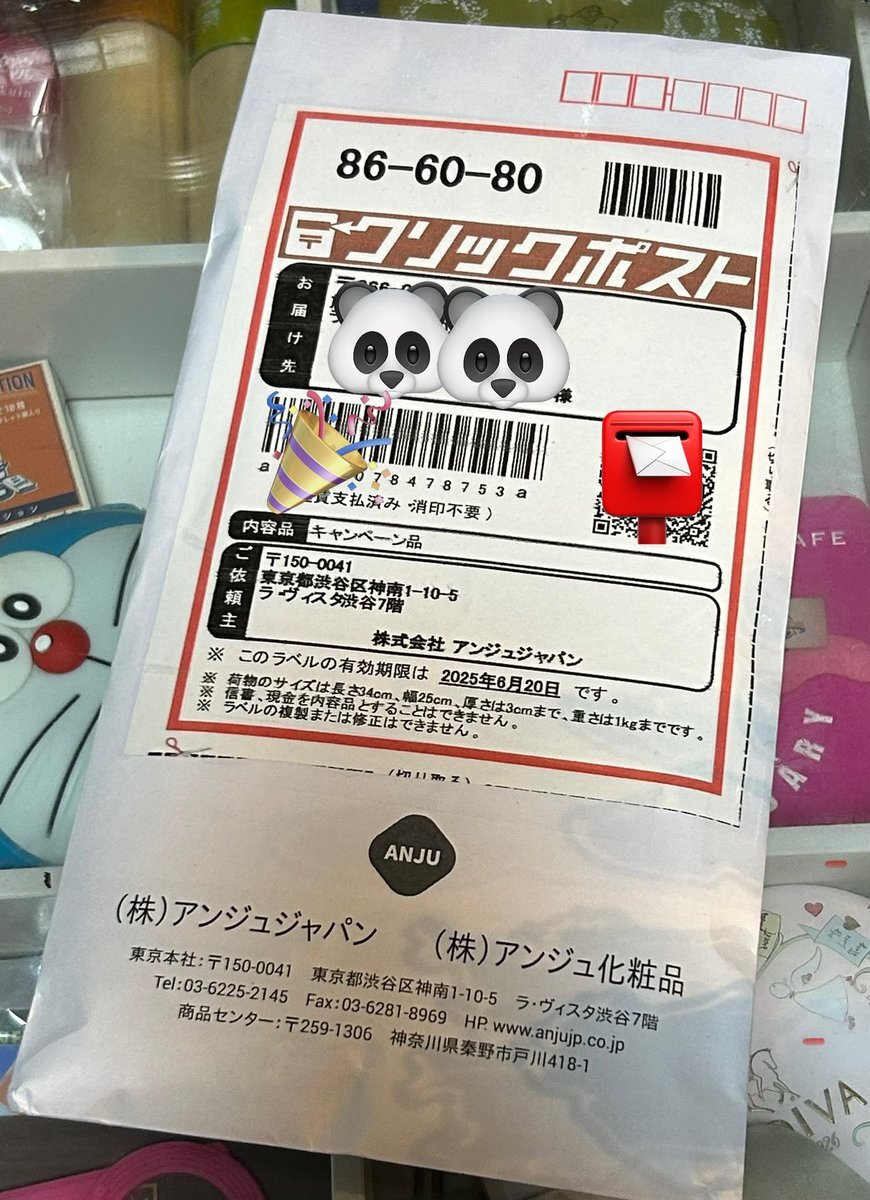 86-60-80
クリックポスト
お届け先
様
078478753a
支払済み・消印不要)
内容品 キャンペーン品
ご依頼主
〒150-0041
東京都渋谷区神南1-10-5
ラ・ヴィスタ渋谷7階
株式会社 アンジュジャパン
※ このラベルの有効期限は 2025年6月20日 です。
※ 荷物のサイズは長さ34cm、幅25cm、厚さは3cmまで、重さは1kgまでです。
※ 信書、現金を内容品とすることはできません。
※ ラベルの複製または修正はできません。
(切り取る)
ANJU
(株)アンジュジャパン (株)アンジュ化粧品
東京本社:〒150-0041 東京都渋谷区神南1-10-5 ラ・ヴィスタ渋谷7階
Tel:03-6225-2145 Fax:03-6281-8969 HP. www.anjujp.co.jp
商品センター:〒259-1306 神奈川県秦野市戸川418-1